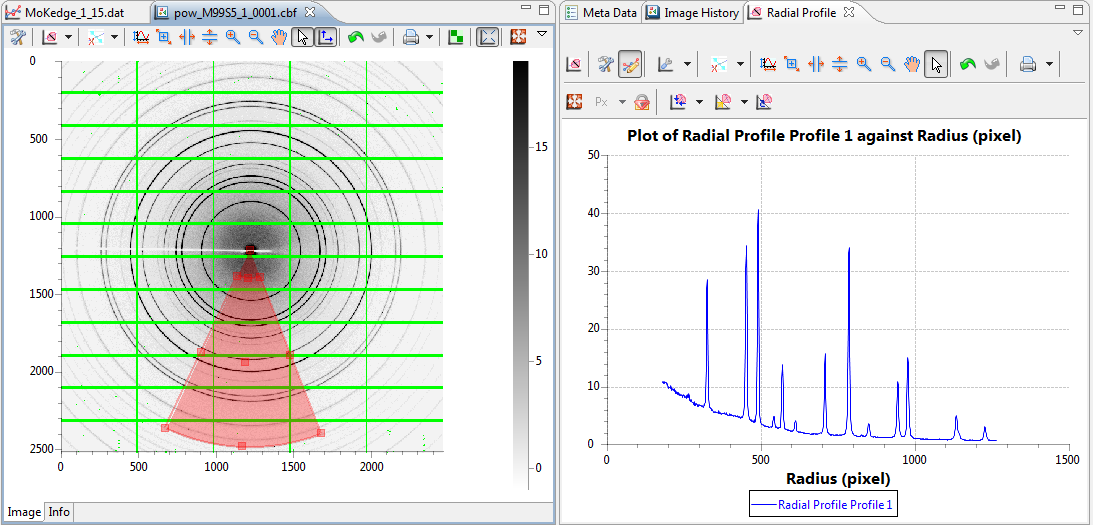 MoKedge_1_15.dat
pow_M99S5_1_0001.cbf
0
500
1000
1500
2000
2500
0
500
1000
1500
2000
15
10
5
0
Image
Info
Meta Data
Image History
Radial Profile
Px
Plot of Radial Profile Profile 1 against Radius (pixel)
50
40
30
20
10
0
0
500
1000
1500
Radius (pixel)
Radial Profile Profile 1